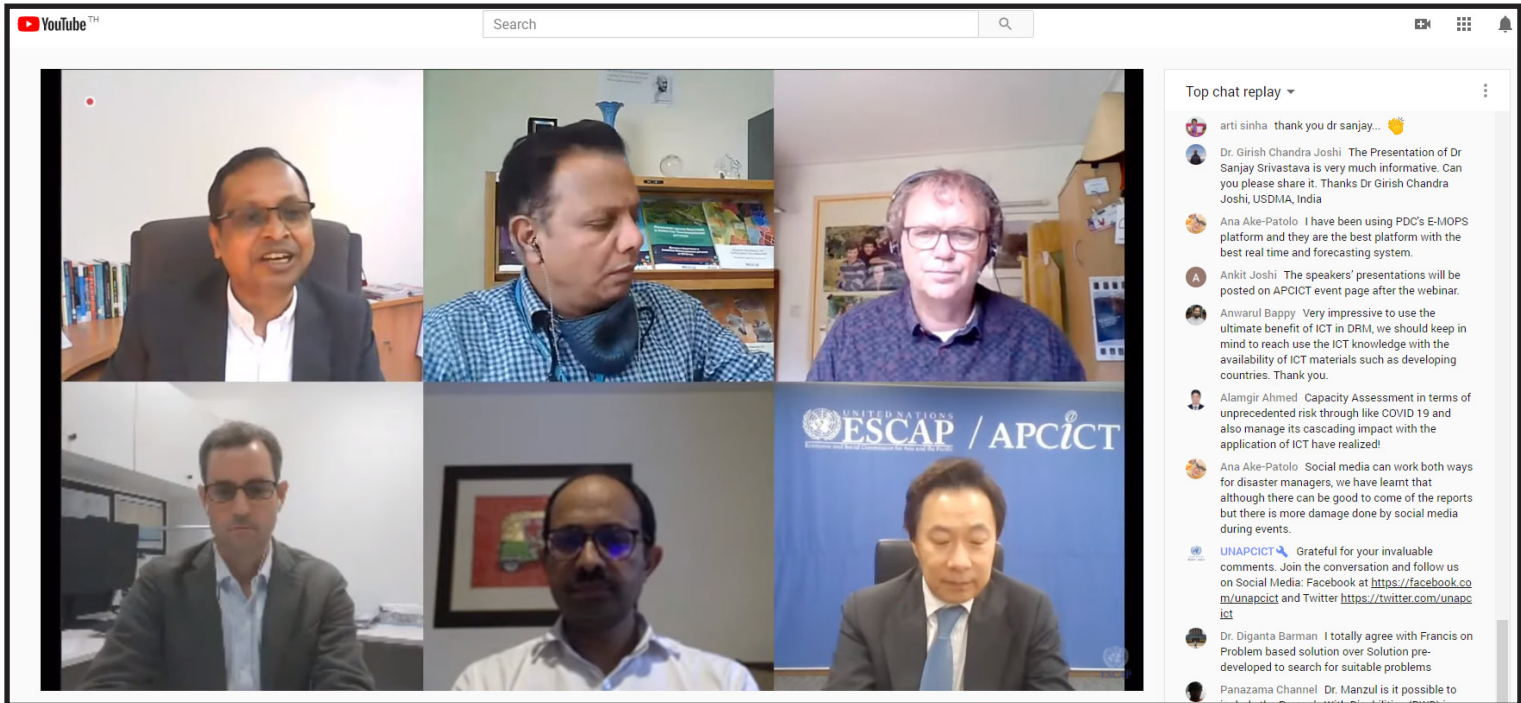 YouTube TH
Search
UNITED NATIONS
ESCAP / APCICT
Economic and Social Commission for Asia and the Pacific
ESCAP
Top chat replay
arti sinha thank you dr sanjay... 👏
Dr. Girish Chandra Joshi The Presentation of Dr
Sanjay Srivastava is very much informative. Can
you please share it. Thanks Dr Girish Chandra
Joshi, USDMA, India
Ana Ake-Patolo I have been using PDC's E-MOPS
platform and they are the best platform with the
best real time and forecasting system.
A
Ankit Joshi The speakers' presentations will be
posted on APCICT event page after the webinar.
Anwarul Bappy Very impressive to use the
ultimate benefit of ICT in DRM, we should keep in
mind to reach use the ICT knowledge with the
availability of ICT materials such as developing
countries. Thank you.
Alamgir Ahmed Capacity Assessment in terms of
unprecedented risk through like COVID 19 and
also manage its cascading impact with the
application of ICT have realized!
Ana Ake-Patolo Social media can work both ways
for disaster managers, we have learnt that
although there can be good to come of the reports
but there is more damage done by social media
during events.
UNAPCICT Grateful for your invaluable
comments. Join the conversation and follow us
on Social Media: Facebook at https://facebook.co
m/unapcict and Twitter https://twitter.com/unapc
ict
Dr. Diganta Barman I totally agree with Francis on
Problem based solution over Solution pre-
developed to search for suitable problems
Panazama Channel Dr. Manzul is it possible to